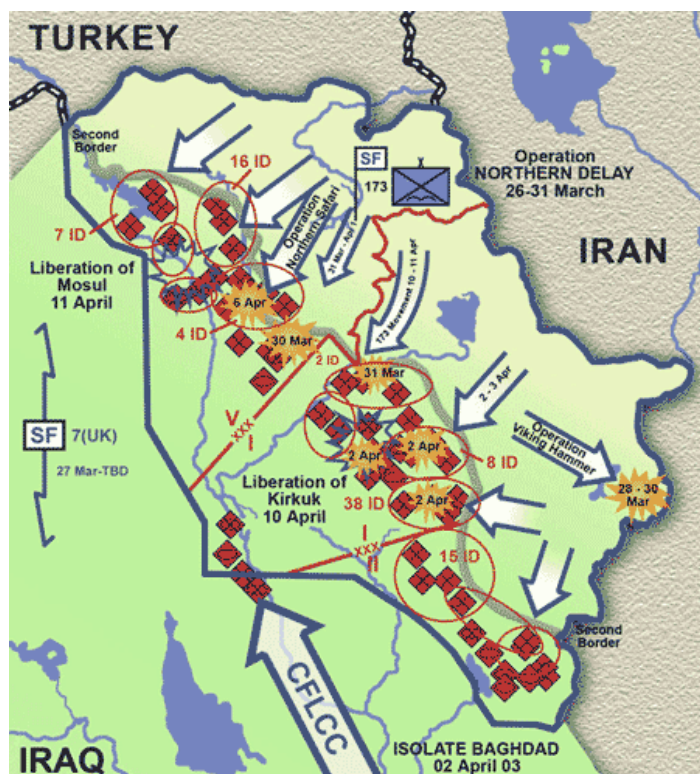 TURKEY
Second
Border
16 ID
SF
173
Operation
NORTHERN DELAY
26-31 March
IRAN
7 ID
Operation
Northern Safari
31 Mar - Apr 1
173 Movement 10 - 11 Apr
Liberation of
Mosul
11 April
6 Apr
4 ID
30 Mar
2 ID
31 Mar
2 - 3 Apr
Operation
Viking Hammer
28 - 30
Mar
SF
7(UK)
27 Mar-TBD
V
XXX
I
2 Apr
2 Apr
8 ID
Liberation of
Kirkuk
10 April
38 ID
2 Apr
I
XXX
II
15 ID
Second
Border
CFLCC
IRAQ
ISOLATE BAGHDAD
02 April 03